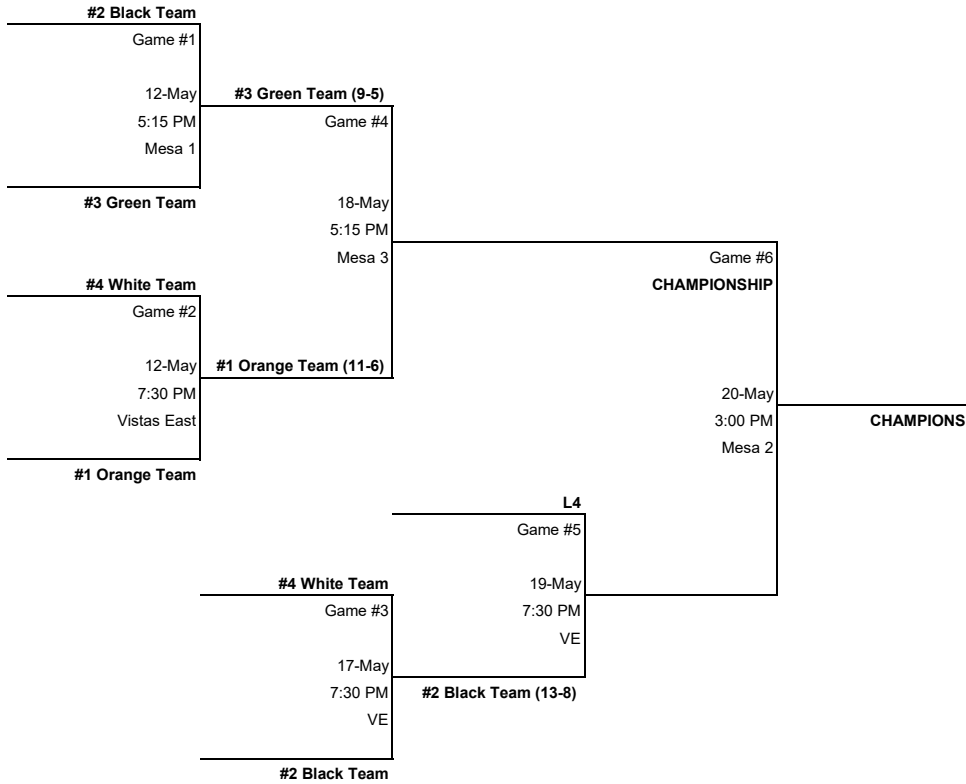 #2 Black Team
Game #1
12-May
5:15 PM
Mesa 1
#3 Green Team
#3 Green Team (9-5)
Game #4
18-May
5:15 PM
Mesa 3
#4 White Team
Game #2
12-May
7:30 PM
Vistas East
#1 Orange Team
#1 Orange Team (11-6)
Game #6
CHAMPIONSHIP
20-May
3:00 PM
Mesa 2
CHAMPIONS
L4
Game #5
19-May
7:30 PM
VE
#4 White Team
Game #3
17-May
7:30 PM
VE
#2 Black Team
#2 Black Team (13-8)